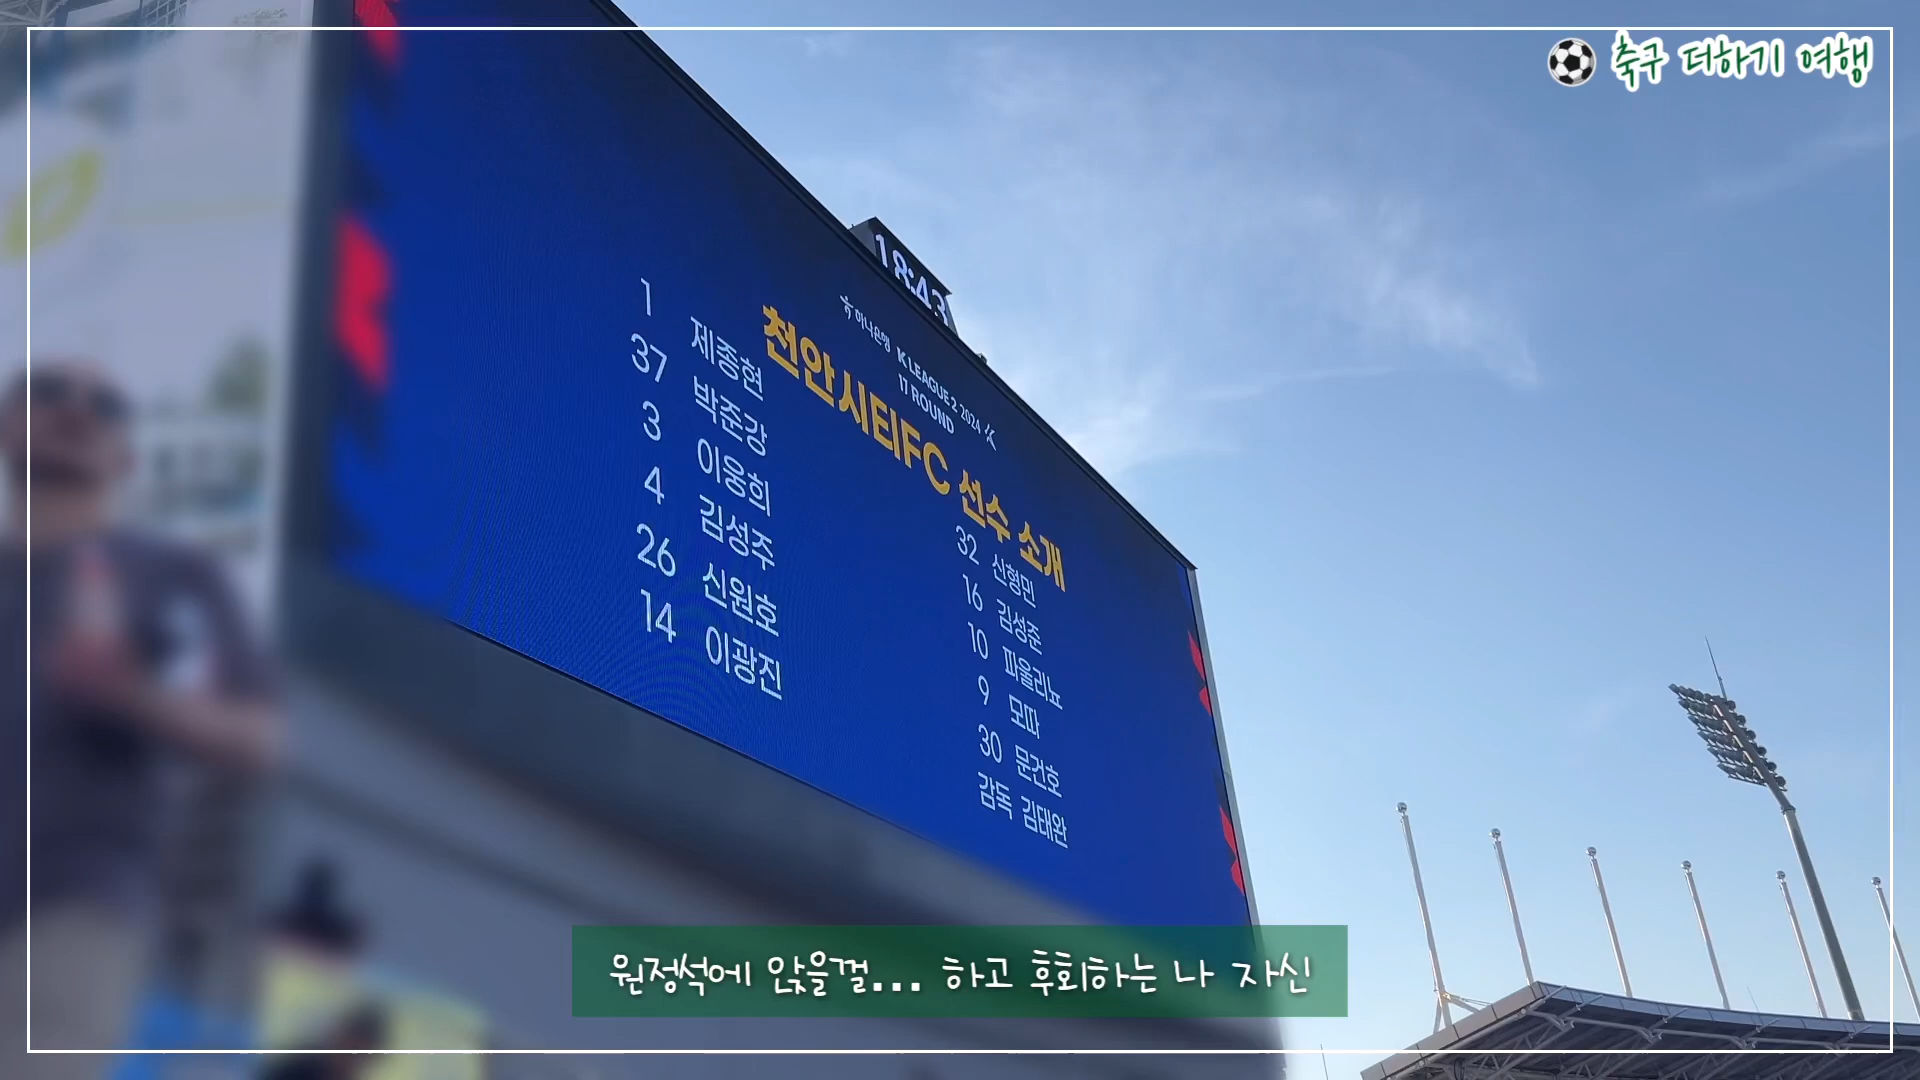 축구 더하기 여행
18:43
하나은행 K LEAGUE 2 2024
17 ROUND
천안시티FC 선수 소개
1 제종현
37 박준강
3 이웅희
4 김성주
26 신원호
14 이광진
32 신형민
16 김성준
10 파울리뇨
9 모따
30 문건호
감독 김태완
원정석에 앉을껄... 하고 후회하는 나 자신